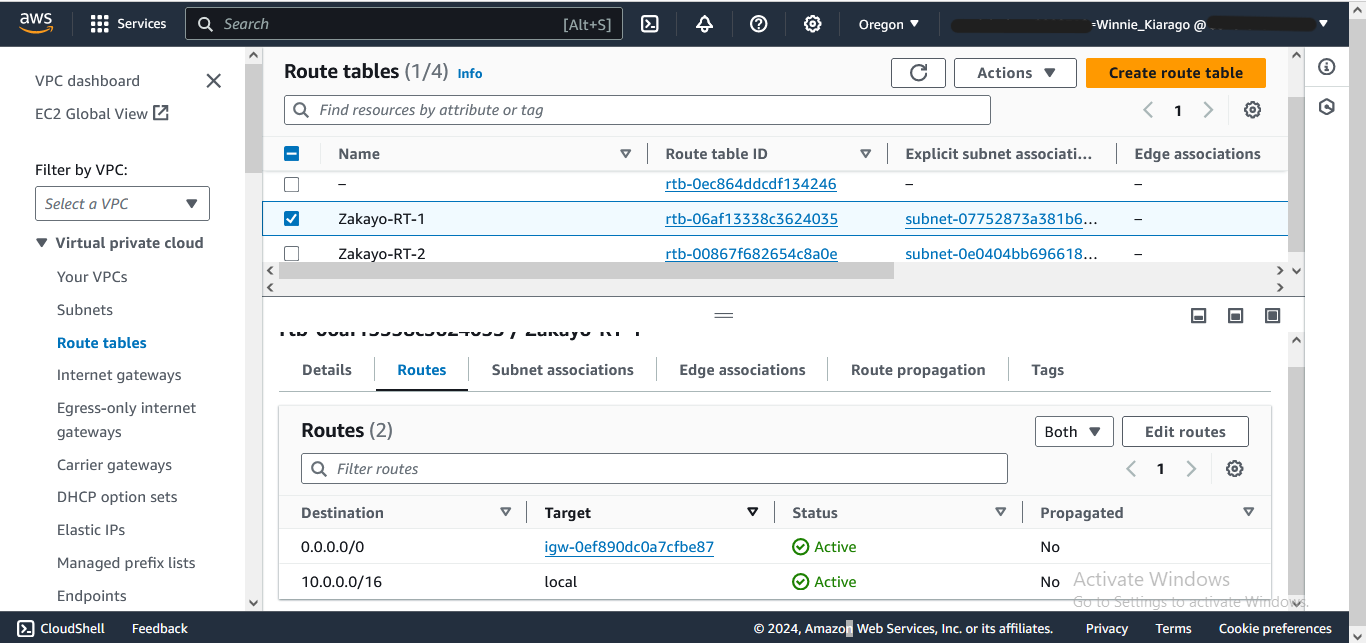 aws
Services
Search [Alt+S]
Oregon
=Winnie_Kiarago @
VPC dashboard
EC2 Global View
Filter by VPC:
Select a VPC
Virtual private cloud
Your VPCs
Subnets
Route tables
Internet gateways
Egress-only internet
gateways
Carrier gateways
DHCP option sets
Elastic IPs
Managed prefix lists
Endpoints
Route tables (1/4) Info
Actions
Create route table
Find resources by attribute or tag
1
Name Route table ID Explicit subnet associati... Edge associations
– rtb-0ec864ddcdf134246 – –
Zakayo-RT-1 rtb-06af13338c3624035 subnet-07752873a381b6... –
Zakayo-RT-2 rtb-00867f682654c8a0e subnet-0e0404bb696618... –
rtb-06af13338c3624035 / Zakayo-RT-1
Details Routes Subnet associations Edge associations Route propagation Tags
Routes (2)
Both
Edit routes
Filter routes
1
Destination Target Status Propagated
0.0.0.0/0 igw-0ef890dc0a7cfbe87 Active No
10.0.0.0/16 local Active No
Activate Windows
Go to Settings to activate Windows.
CloudShell Feedback
© 2024, Amazon Web Services, Inc. or its affiliates. Privacy Terms Cookie preferences